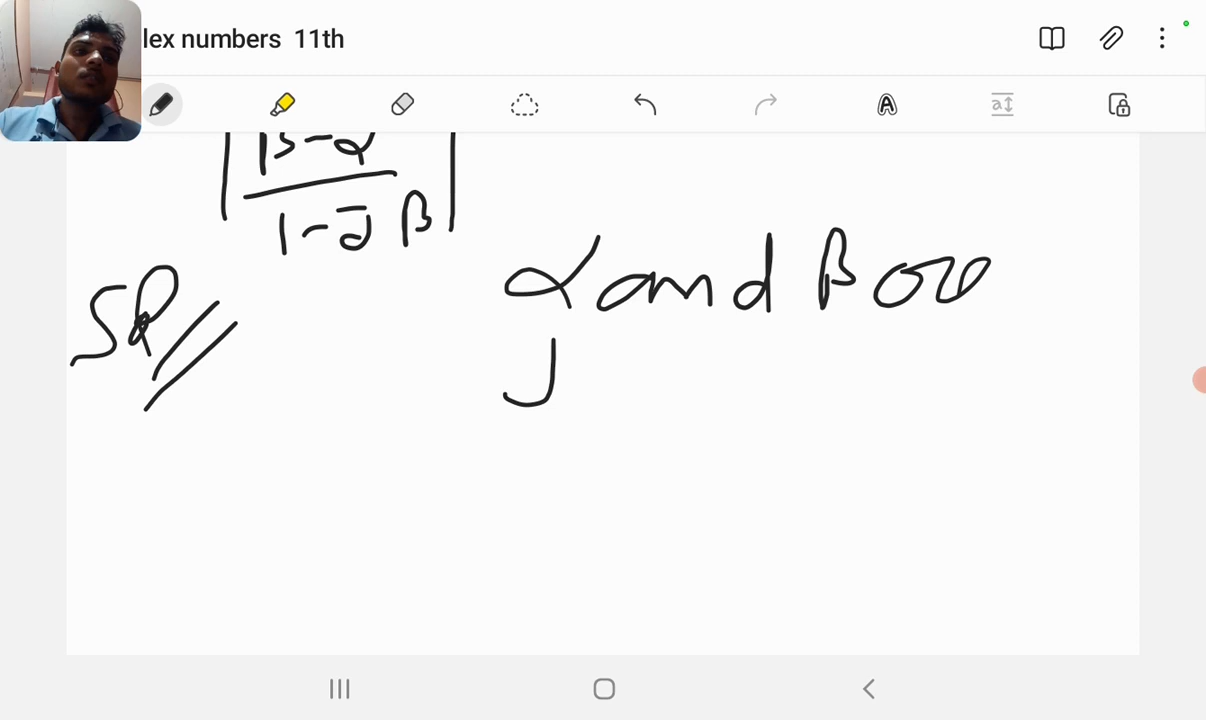 lex numbers 11th
|β-α
1-ᾱβ|
α and β are